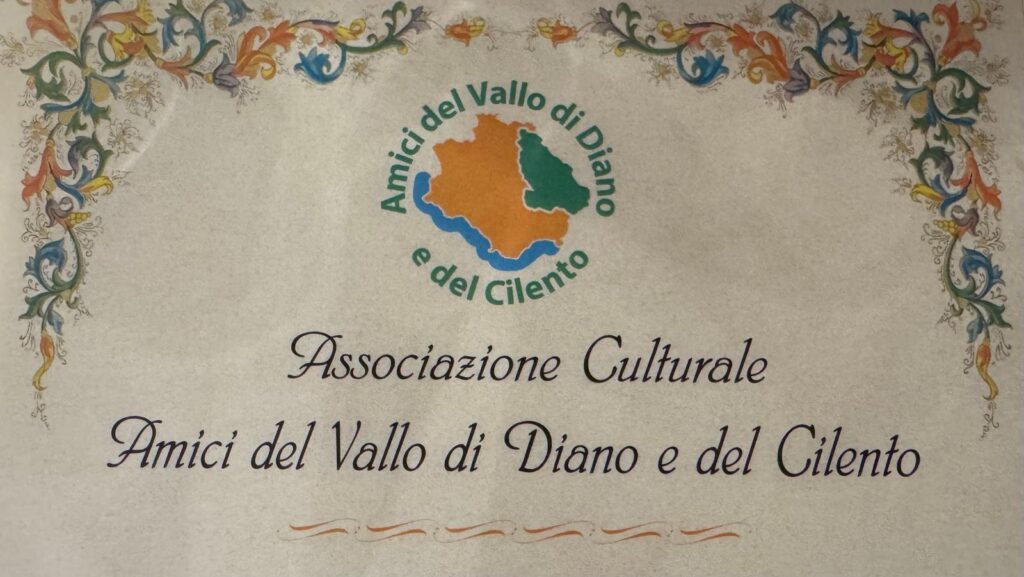 Amici del Vallo di Diano
e del Cilento
Associazione Culturale
Amici del Vallo di Diano e del Cilento